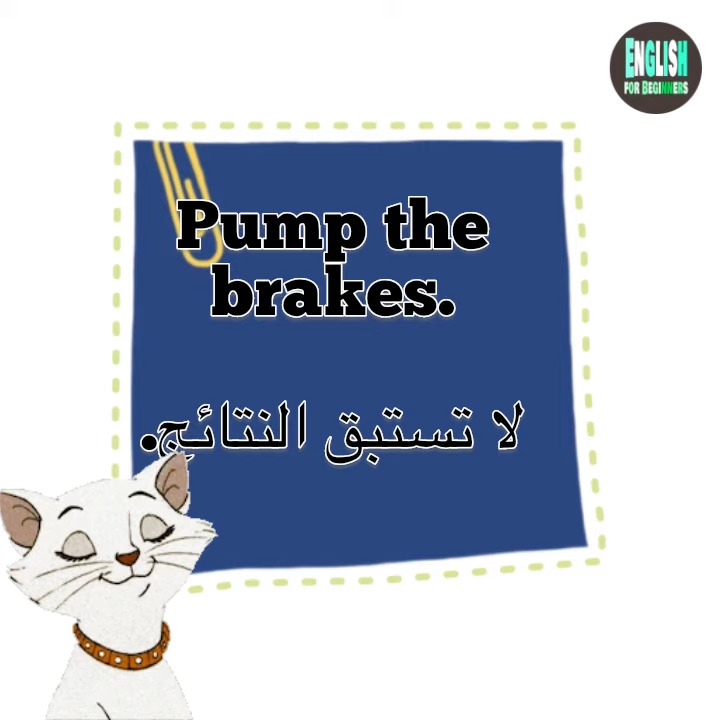 ENGLISH
FOR BEGINNERS
Pump the
brakes.
لا تستبق النتائج.